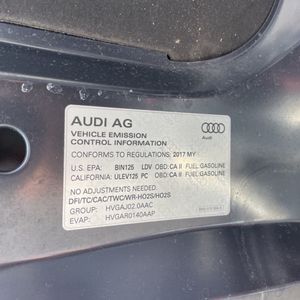 AUDI AG
VEHICLE EMISSION
CONTROL INFORMATION
Audi
CONFORMS TO REGULATIONS: 2017 MY
U.S. EPA: BIN125 LDV OBD: CA II FUEL: GASOLINE
CALIFORNIA: ULEV125 PC OBD: CA II FUEL: GASOLINE
NO ADJUSTMENTS NEEDED.
DFI/TC/CAC/TWC/WR-HO2S/HO2S
GROUP: HVGAJ02.0AAC
EVAP: HVGAR0140AAP